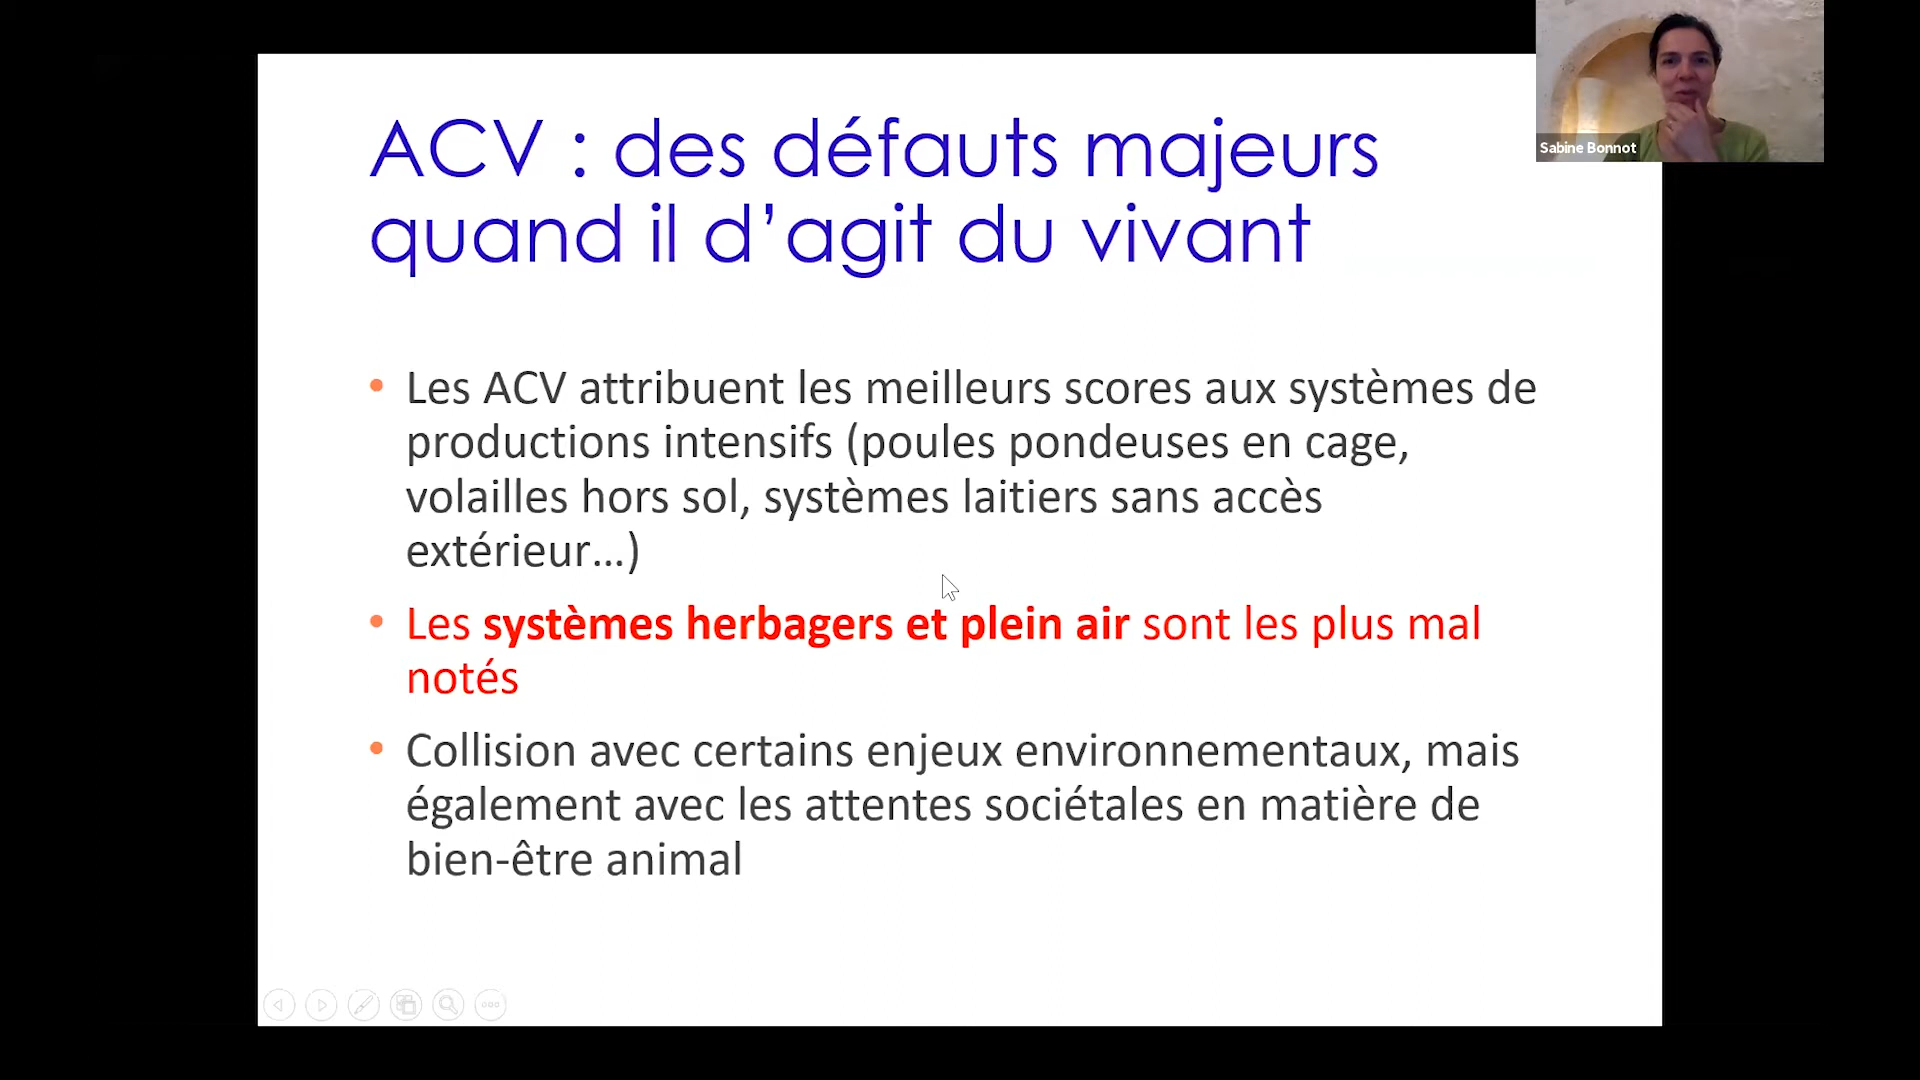 ACV : des défauts majeurs
quand il d’agit du vivant
Sabine Bonnot
• Les ACV attribuent les meilleurs scores aux systèmes de
productions intensifs (poules pondeuses en cage,
volailles hors sol, systèmes laitiers sans accès
extérieur…)
• Les systèmes herbagers et plein air sont les plus mal
notés
• Collision avec certains enjeux environnementaux, mais
également avec les attentes sociétales en matière de
bien-être animal